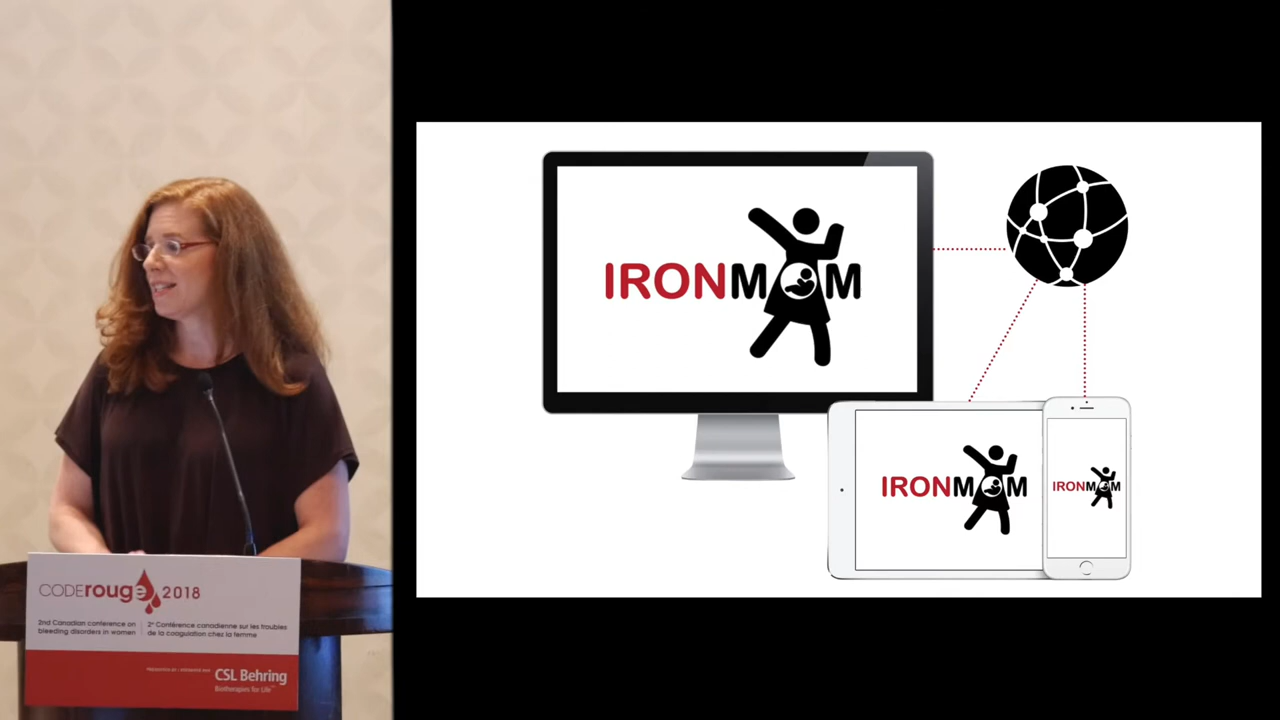 IRONMOM
IRONMOM
IRONMOM
CODErouge 2018
2nd Canadian conference on
bleeding disorders in women
2e Conférence canadienne sur les troubles
de la coagulation chez la femme
CSL Behring
Biotherapies for Life™